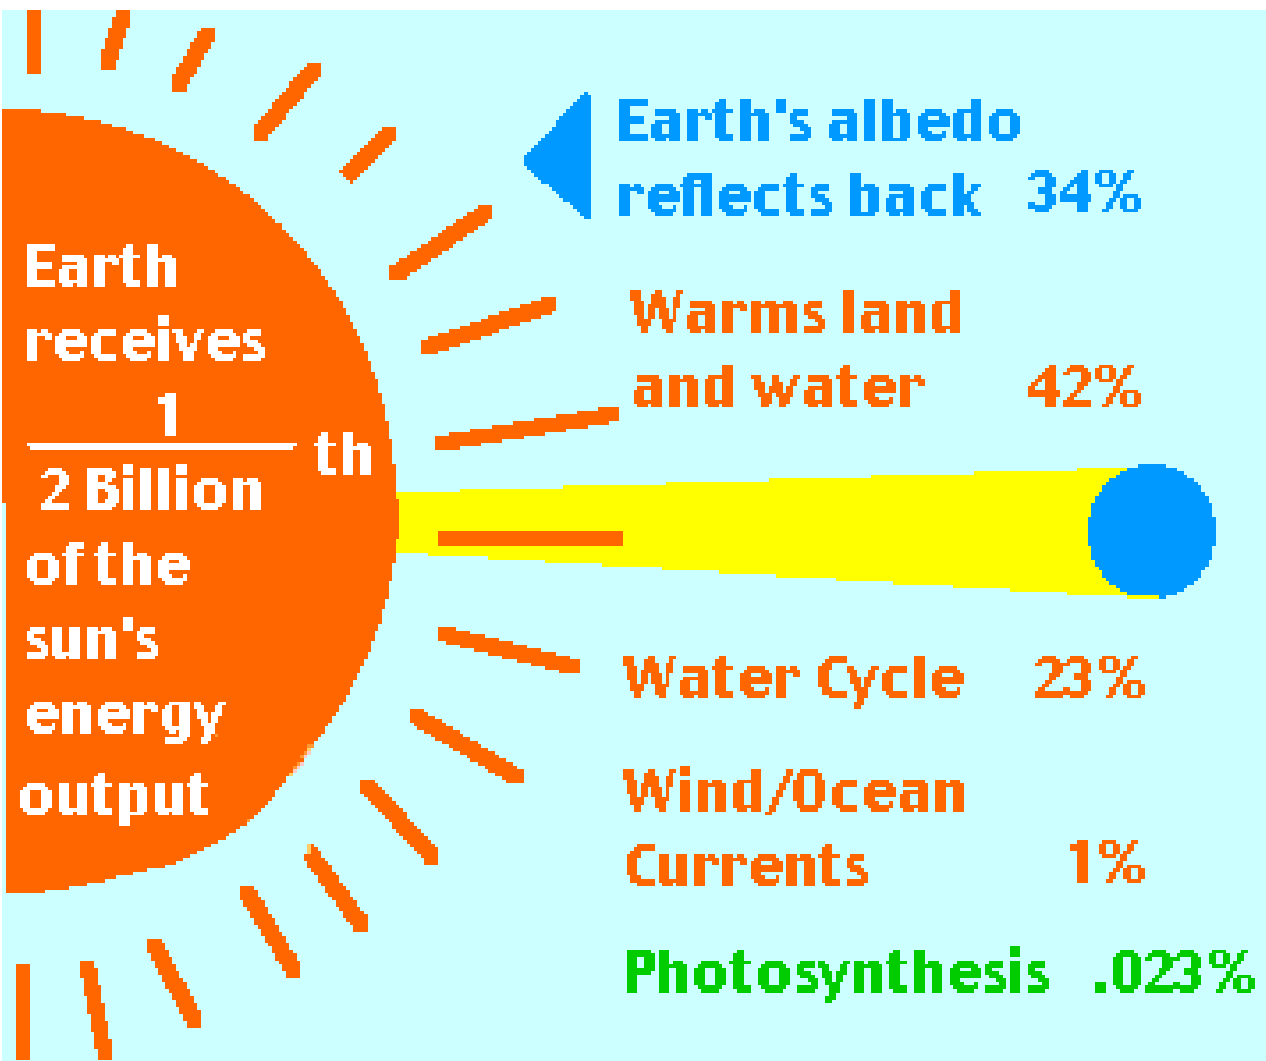 Earth
receives
1
th
2 Billion
of the
sun's
energy
output
Earth's albedo
reflects back 34%
Warms land
and water 42%
Water Cycle 23%
Wind/Ocean
Currents 1%
Photosynthesis .023%